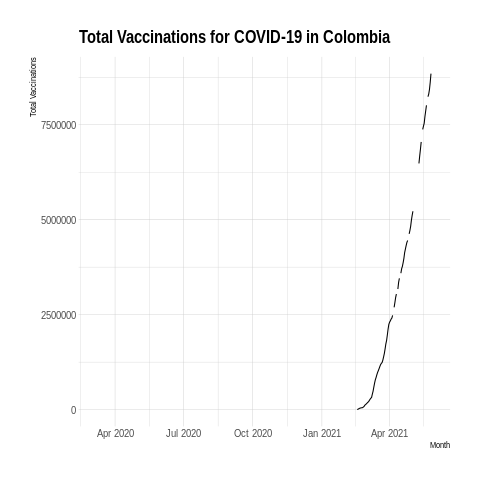 Total Vaccinations for COVID-19 in Colombia
Total Vaccinations
7500000
5000000
2500000
0
Apr 2020 Jul 2020 Oct 2020 Jan 2021 Apr 2021
Month